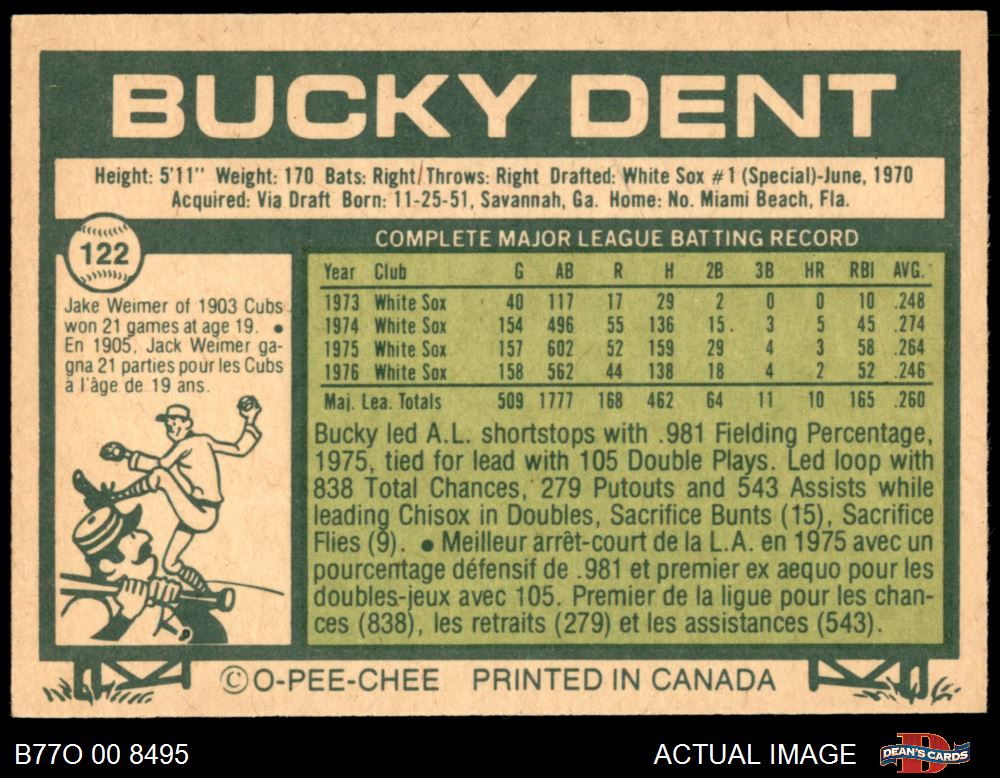 BUCKY DENT
Height: 5'11" Weight: 170 Bats: Right/Throws: Right Drafted: White Sox #1 (Special)-June, 1970
Acquired: Via Draft Born: 11-25-51, Savannah, Ga. Home: No. Miami Beach, Fla.
122
Jake Weimer of 1903 Cubs
won 21 games at age 19. ●
En 1905, Jack Weimer ga-
gna 21 parties pour les Cubs
à l'âge de 19 ans.
COMPLETE MAJOR LEAGUE BATTING RECORD
Year Club G AB R H 2B 3B HR RBI AVG.
1973 White Sox 40 117 17 29 2 0 0 10 .248
1974 White Sox 154 496 55 136 15 3 5 45 .274
1975 White Sox 157 602 52 159 29 4 3 58 .264
1976 White Sox 158 562 44 138 18 4 2 52 .246
Maj. Lea. Totals 509 1777 168 462 64 11 10 165 .260
Bucky led A.L. shortstops with .981 Fielding Percentage,
1975, tied for lead with 105 Double Plays. Led loop with
838 Total Chances, 279 Putouts and 543 Assists while
leading Chisox in Doubles, Sacrifice Bunts (15), Sacrifice
Flies (9). ● Meilleur arrêt-court de la L.A. en 1975 avec un
pourcentage défensif de .981 et premier ex aequo pour les
doubles-jeux avec 105. Premier de la ligue pour les chan-
ces (838), les retraits (279) et les assistances (543).
© O-PEE-CHEE PRINTED IN CANADA
B77O 00 8495
ACTUAL IMAGE
DEAN'S CARDS